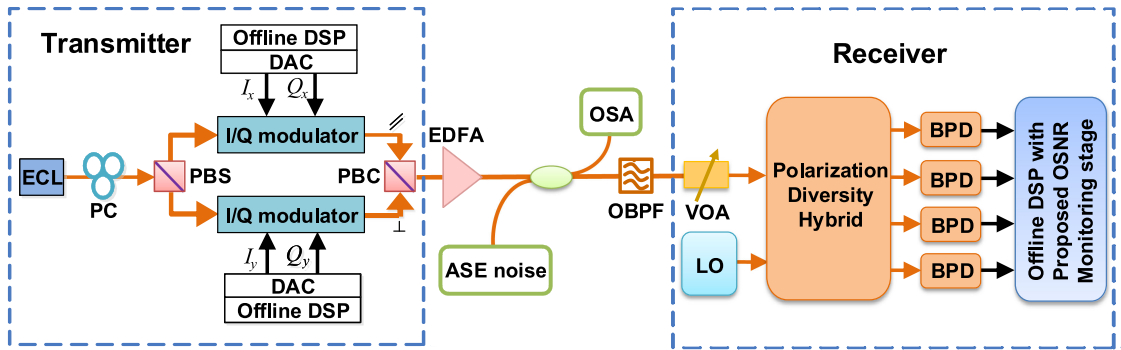 Transmitter
Offline DSP
DAC
I_x
Q_x
I/Q modulator
//
ECL
PC
PBS
PBC
I/Q modulator
⊥
I_y
Q_y
DAC
Offline DSP
EDFA
OSA
OBPF
ASE noise
Receiver
VOA
LO
Polarization
Diversity
Hybrid
BPD
BPD
BPD
BPD
Offline DSP with
Proposed OSNR
Monitoring stage